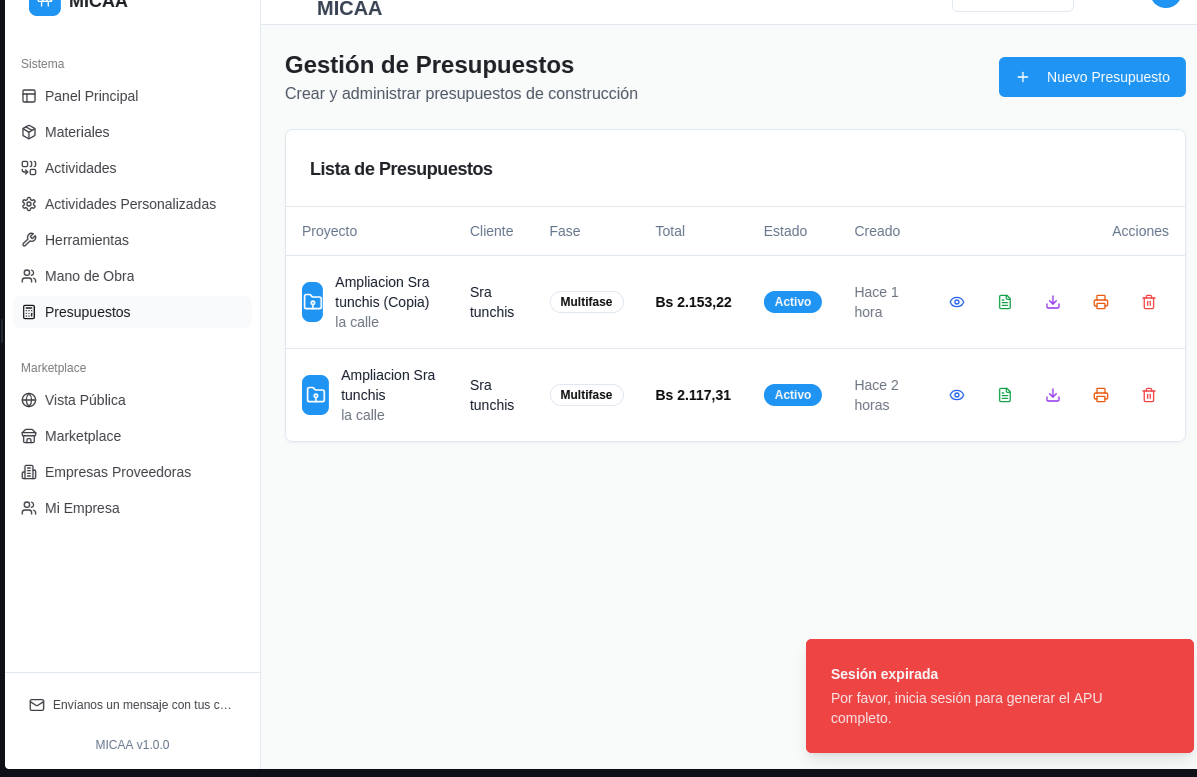 MICAA
MICAA
Sistema
Panel Principal
Materiales
Actividades
Actividades Personalizadas
Herramientas
Mano de Obra
Presupuestos
Marketplace
Vista Pública
Marketplace
Empresas Proveedoras
Mi Empresa
Envíanos un mensaje con tus c...
MICAA v1.0.0
Gestión de Presupuestos
Crear y administrar presupuestos de construcción
Nuevo Presupuesto
Lista de Presupuestos
Proyecto Cliente Fase Total Estado Creado Acciones
Ampliacion Sra
tunchis (Copia)
la calle
Sra
tunchis
Multifase
Bs 2.153,22
Activo
Hace 1
hora
Ampliacion Sra
tunchis
la calle
Sra
tunchis
Multifase
Bs 2.117,31
Activo
Hace 2
horas
Sesión expirada
Por favor, inicia sesión para generar el APU
completo.